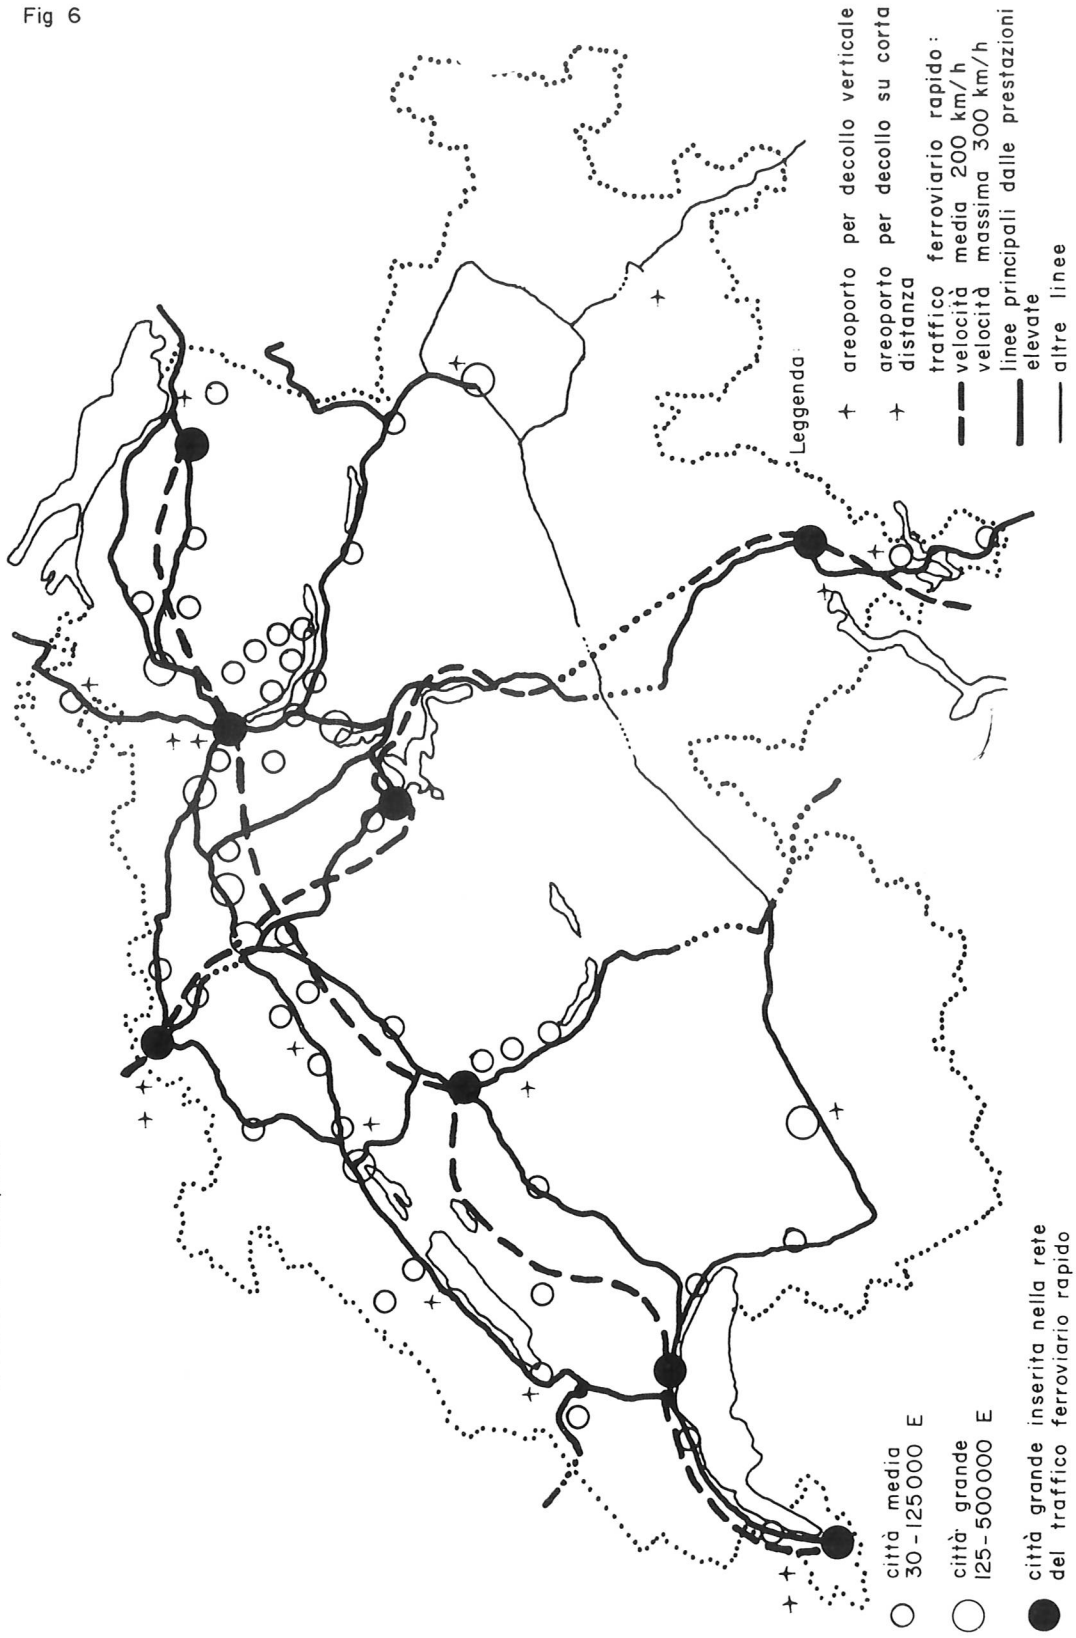 Fig 6
Leggenda:
areoporto per decollo verticale
areoporto per decollo su corta
distanza
traffico ferroviario rapido:
velocità media 200 km/h
velocità massima 300 km/h
linee principali dalle prestazioni
elevate
altre linee
città media
30-125000 E
città grande
125-500000 E
città grande inserita nella rete
del traffico ferroviario rapido